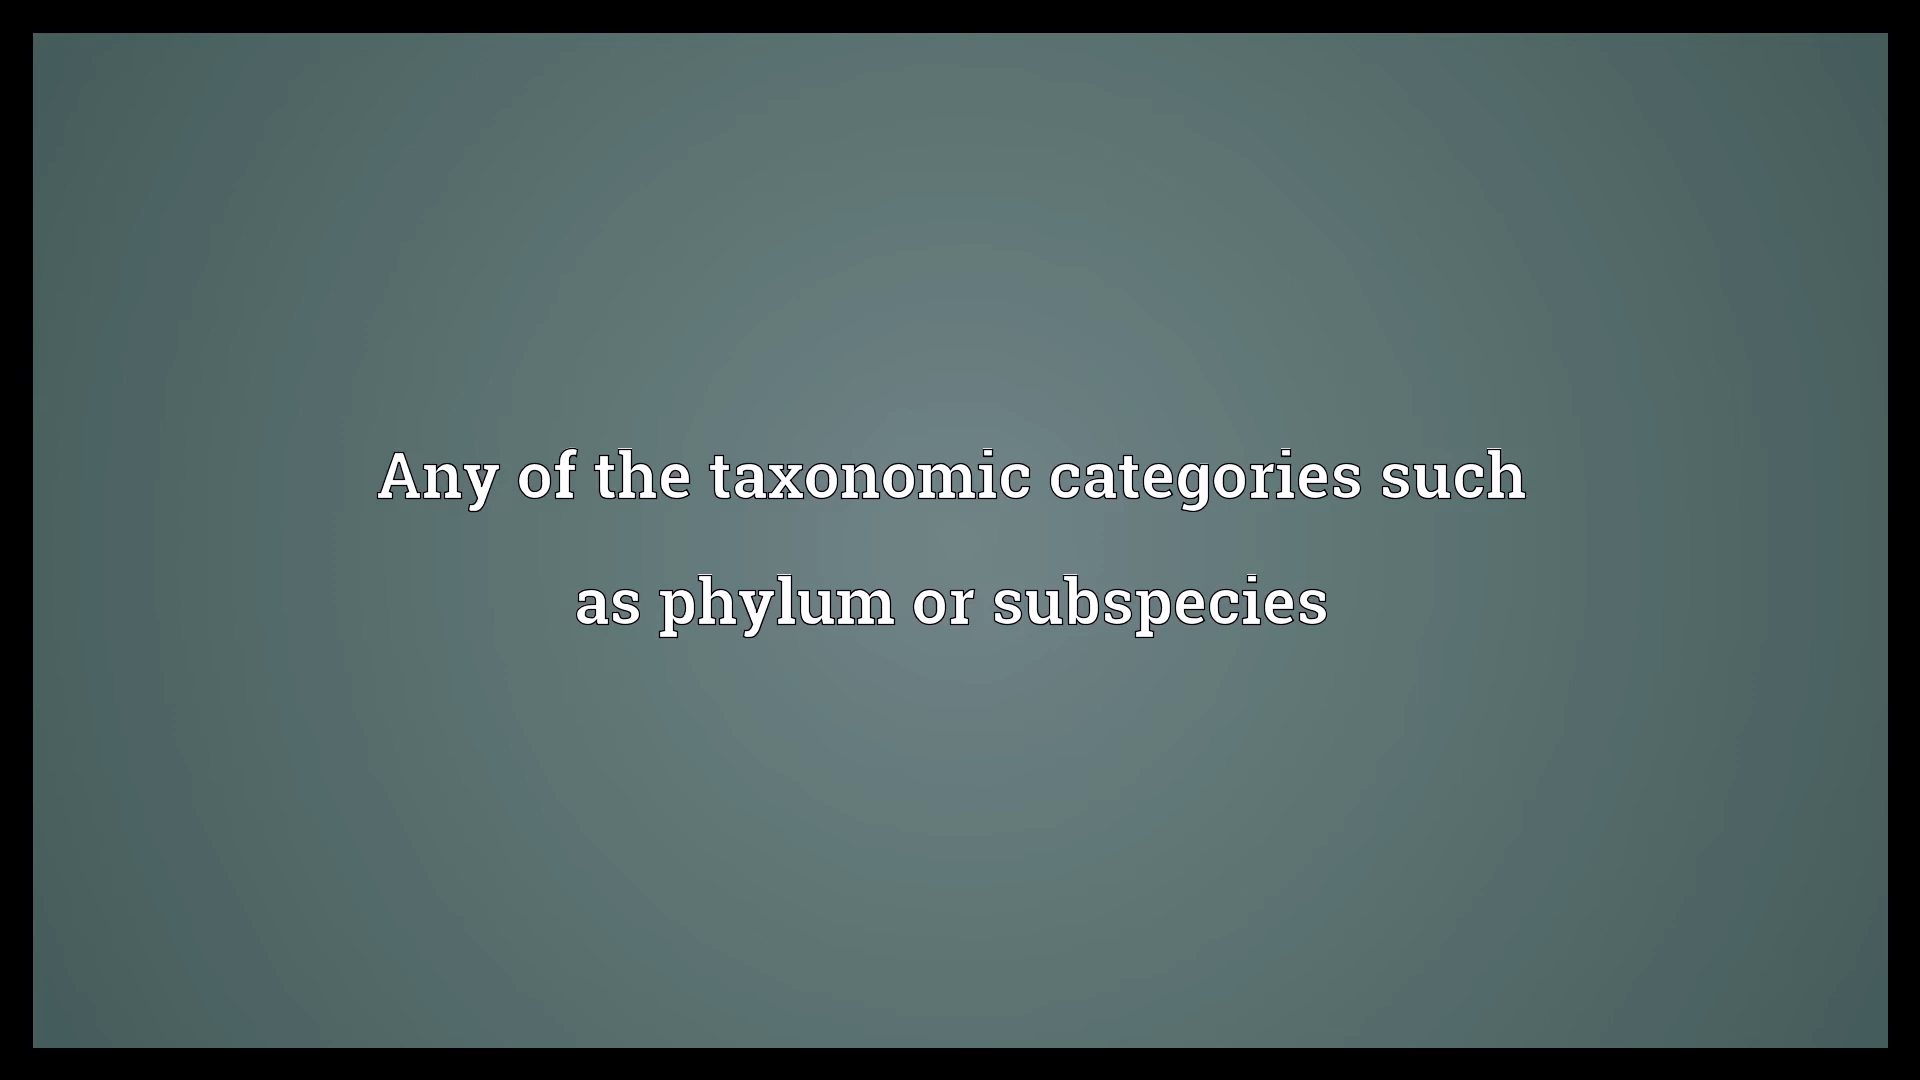 Any of the taxonomic categories such
as phylum or subspecies